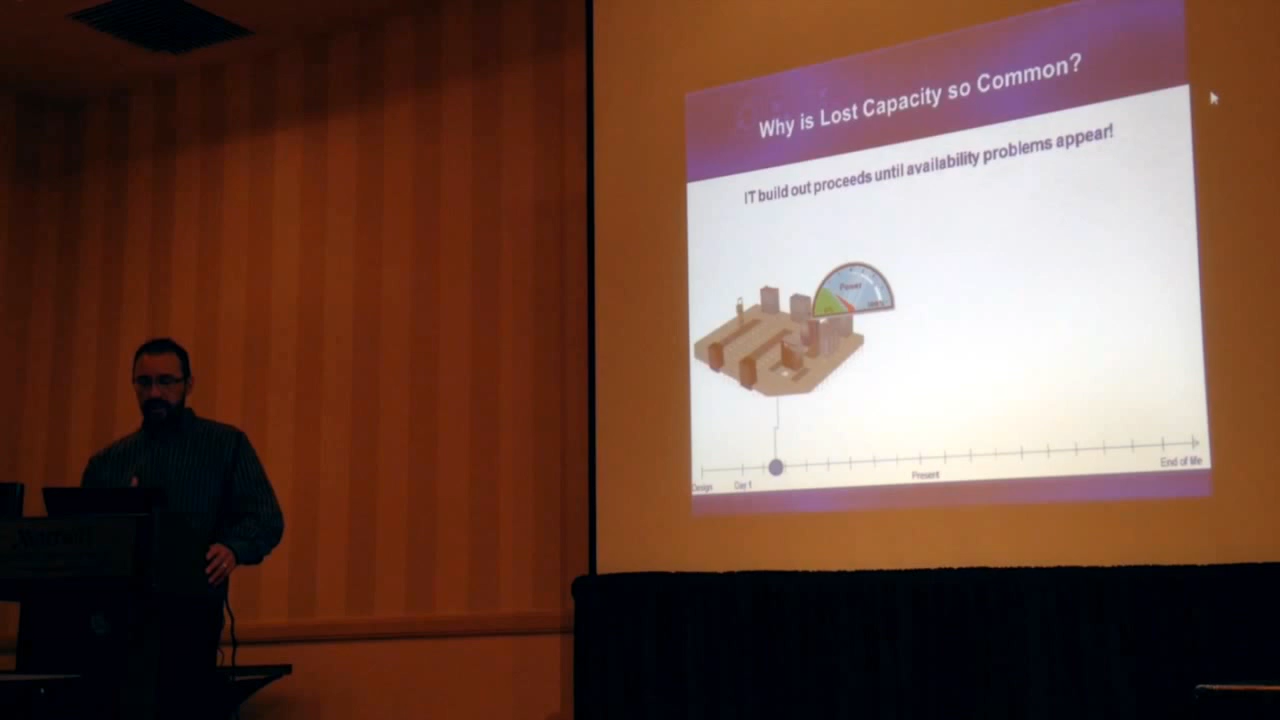 Why is Lost Capacity so Common?
IT build out proceeds until availability problems appear!
Power
Design
Day 1
Present
End of life
Marriott